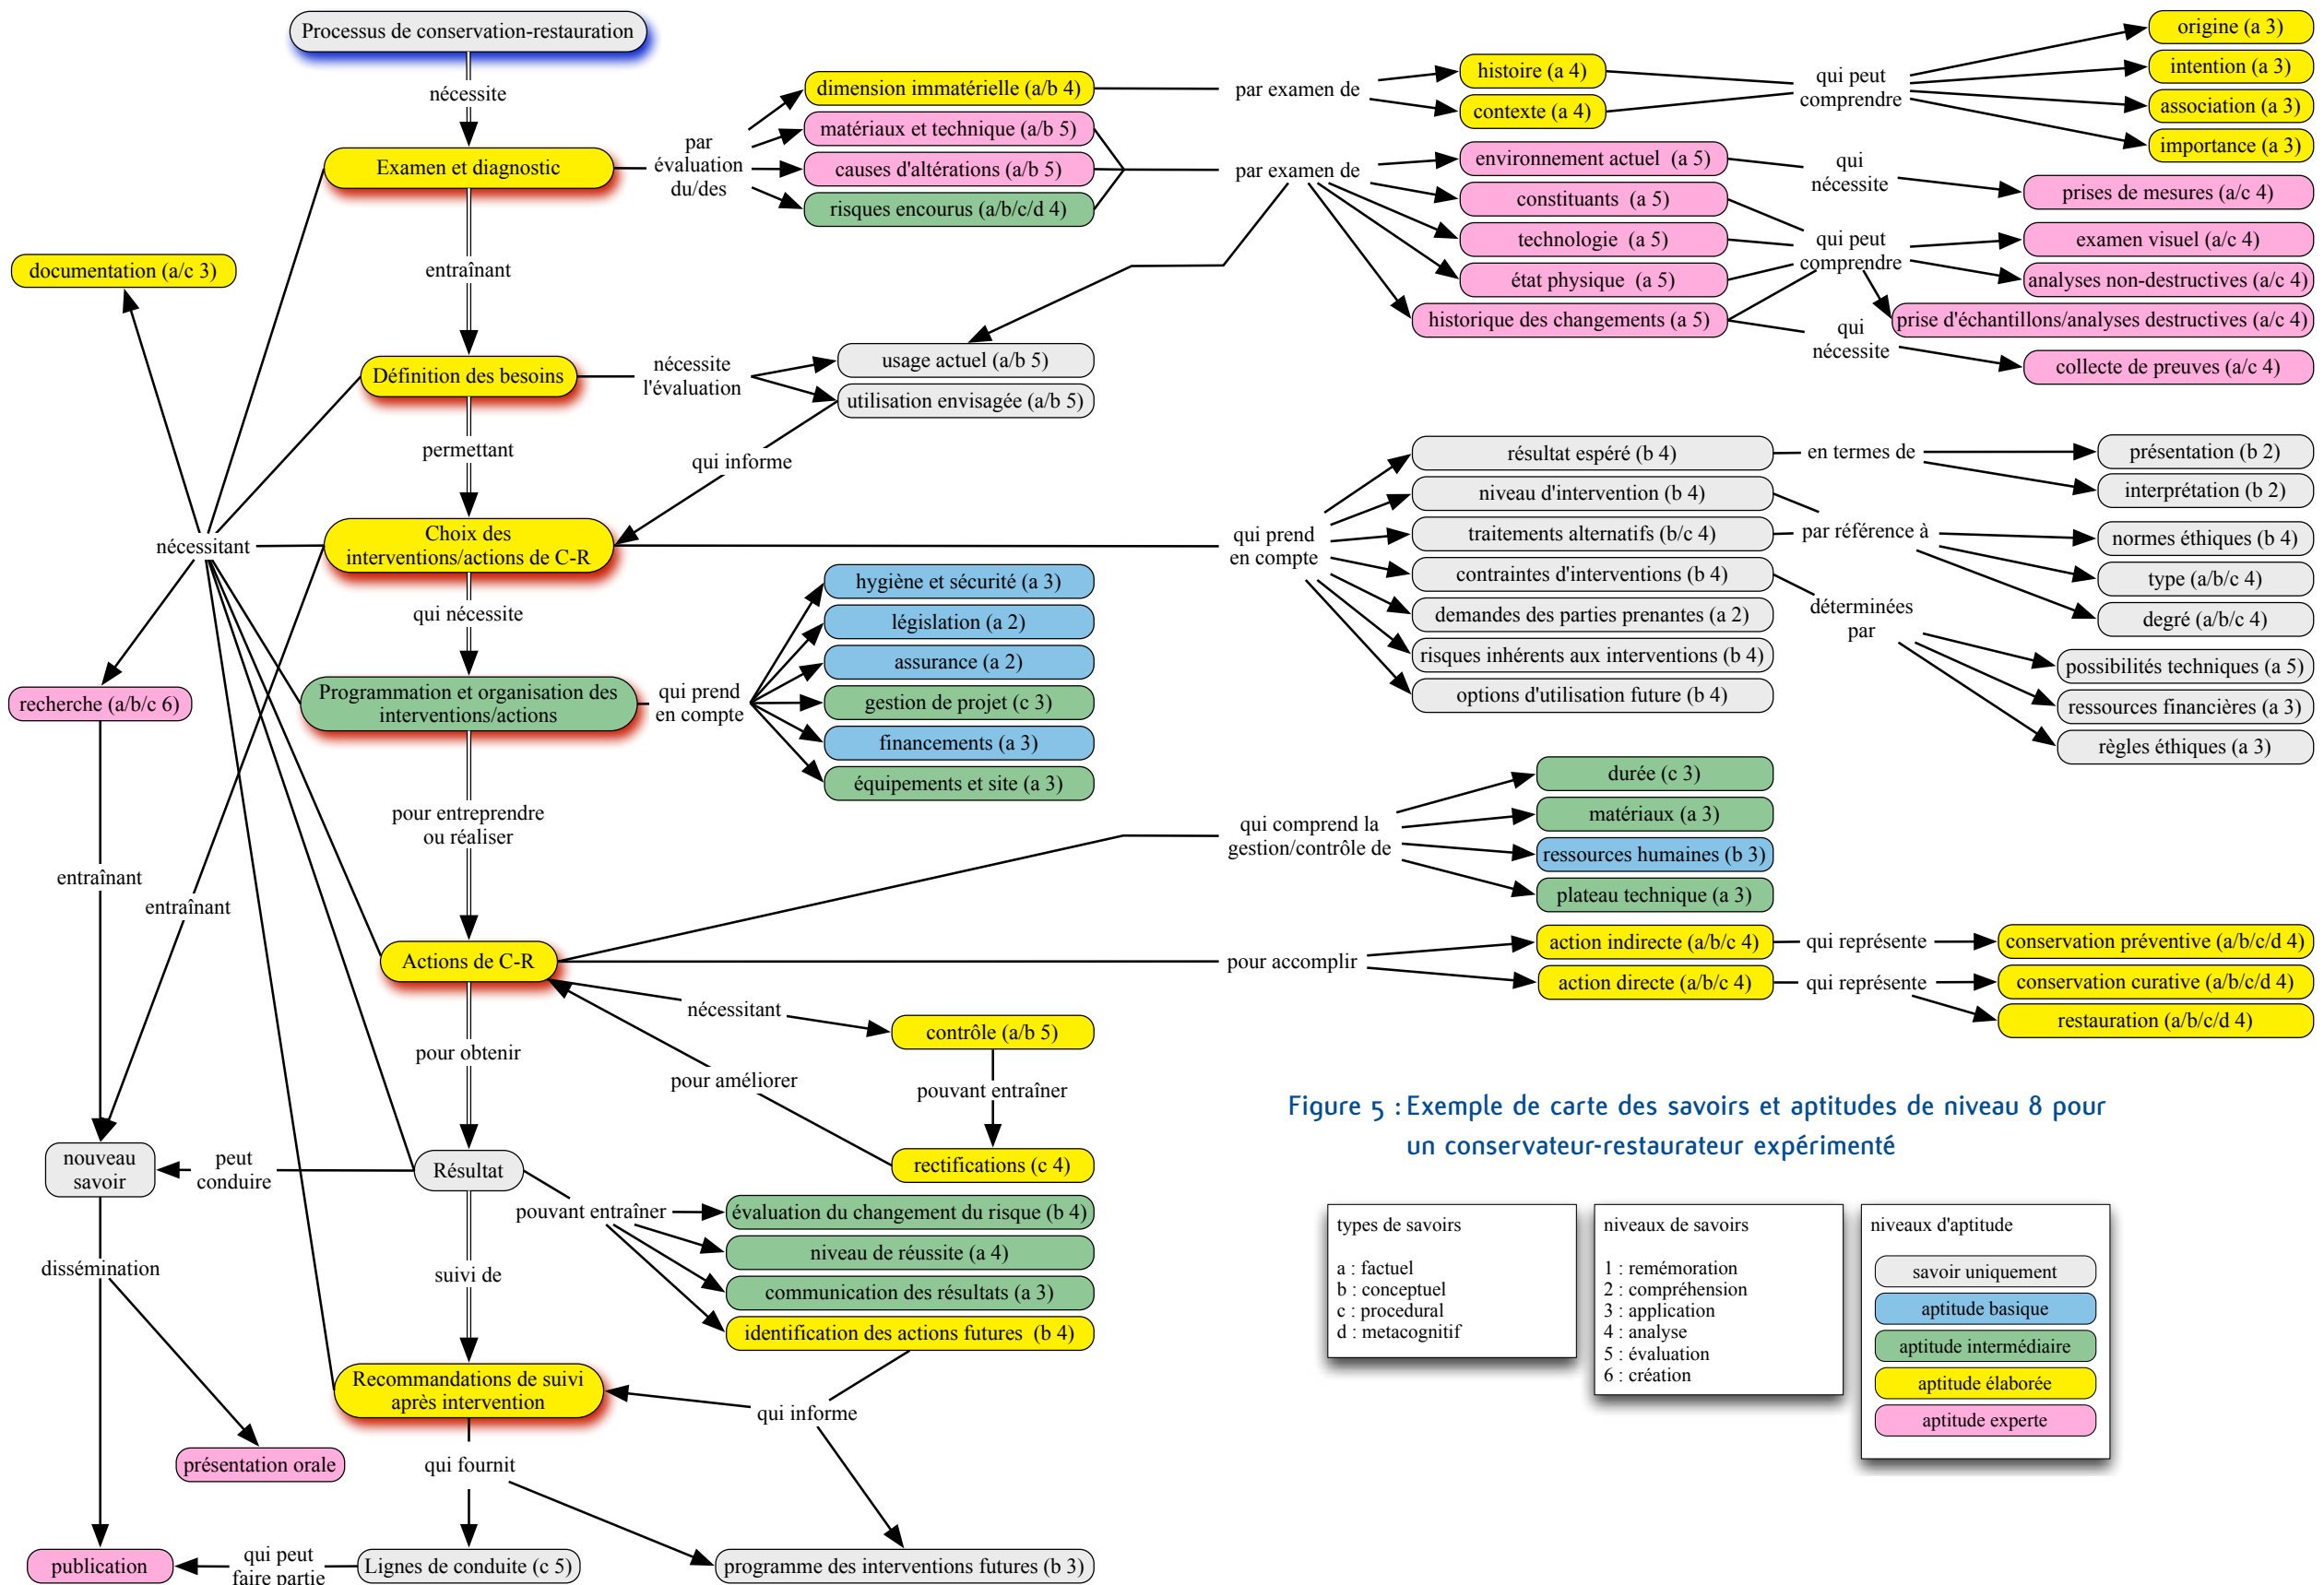 Processus de conservation-restauration
nécessite
Examen et diagnostic
par
évaluation
du/des
dimension immatérielle (a/b 4)
matériaux et technique (a/b 5)
causes d'altérations (a/b 5)
risques encourus (a/b/c/d 4)
par examen de
histoire (a 4)
contexte (a 4)
qui peut
comprendre
origine (a 3)
intention (a 3)
association (a 3)
importance (a 3)
par examen de
environnement actuel (a 5)
constituants (a 5)
technologie (a 5)
état physique (a 5)
historique des changements (a 5)
qui
nécessite
prises de mesures (a/c 4)
qui peut
comprendre
examen visuel (a/c 4)
analyses non-destructives (a/c 4)
prise d'échantillons/analyses destructives (a/c 4)
qui
nécessite
collecte de preuves (a/c 4)
documentation (a/c 3)
entraînant
Définition des besoins
nécessite
l'évaluation
usage actuel (a/b 5)
utilisation envisagée (a/b 5)
permettant
qui informe
nécessitant
Choix des
interventions/actions de C-R
qui prend
en compte
résultat espéré (b 4)
niveau d'intervention (b 4)
traitements alternatifs (b/c 4)
contraintes d'interventions (b 4)
demandes des parties prenantes (a 2)
risques inhérents aux interventions (b 4)
options d'utilisation future (b 4)
en termes de
présentation (b 2)
interprétation (b 2)
par référence à
normes éthiques (b 4)
type (a/b/c 4)
degré (a/b/c 4)
déterminées
par
possibilités techniques (a 5)
ressources financières (a 3)
règles éthiques (a 3)
qui nécessite
Programmation et organisation des
interventions/actions
qui prend
en compte
hygiène et sécurité (a 3)
législation (a 2)
assurance (a 2)
gestion de projet (c 3)
financements (a 3)
équipements et site (a 3)
recherche (a/b/c 6)
pour entreprendre
ou réaliser
qui comprend la
gestion/contrôle de
durée (c 3)
matériaux (a 3)
ressources humaines (b 3)
plateau technique (a 3)
entraînant
entraînant
Actions de C-R
pour accomplir
action indirecte (a/b/c 4)
action directe (a/b/c 4)
qui représente
conservation préventive (a/b/c/d 4)
qui représente
conservation curative (a/b/c/d 4)
restauration (a/b/c/d 4)
nécessitant
contrôle (a/b 5)
pour obtenir
pour améliorer
pouvant entraîner
rectifications (c 4)
nouveau
savoir
peut
conduire
Résultat
pouvant entraîner
évaluation du changement du risque (b 4)
niveau de réussite (a 4)
communication des résultats (a 3)
identification des actions futures (b 4)
dissémination
suivi de
Recommandations de suivi
après intervention
qui informe
présentation orale
qui fournit
publication
qui peut
faire partie
Lignes de conduite (c 5)
programme des interventions futures (b 3)
Figure 5 : Exemple de carte des savoirs et aptitudes de niveau 8 pour
un conservateur-restaurateur expérimenté
types de savoirs
a : factuel
b : conceptuel
c : procedural
d : metacognitif
niveaux de savoirs
1 : remémoration
2 : compréhension
3 : application
4 : analyse
5 : évaluation
6 : création
niveaux d'aptitude
savoir uniquement
aptitude basique
aptitude intermédiaire
aptitude élaborée
aptitude experte